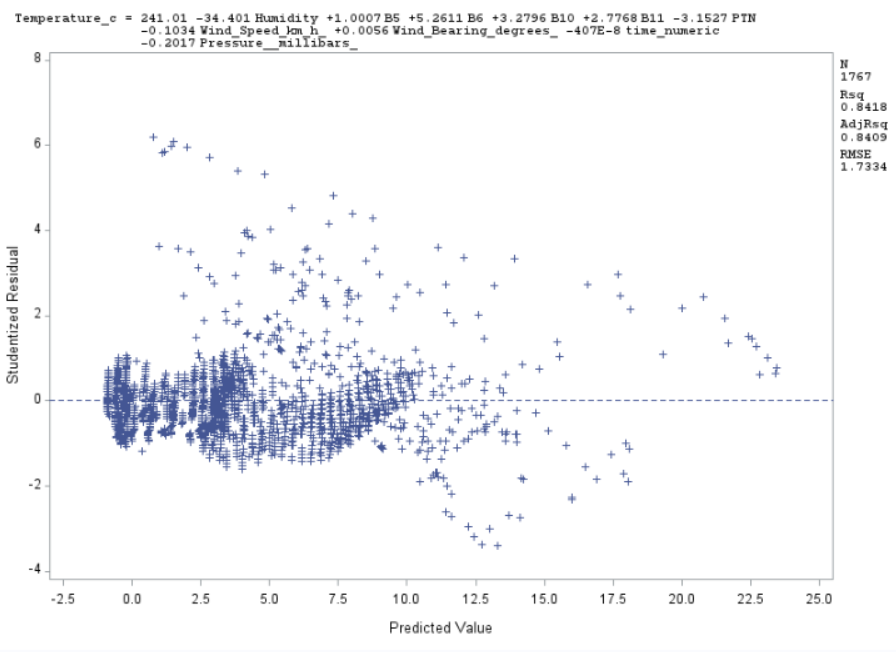 Temperature_c = 241.01 -34.401 Humidity +1.0007 B5 +5.2611 B6 +3.2796 B10 +2.7768 B11 -3.1527 PTN
-0.1034 Wind_Speed_km_h_ +0.0056 Wind_Bearing_degrees_ -407E-8 time_numeric
-0.2017 Pressure__millibars_
N
1767
Rsq
0.8418
AdjRsq
0.8409
RMSE
1.7334
8
6
4
2
0
-2
-4
Studentized Residual
-2.5 0.0 2.5 5.0 7.5 10.0 12.5 15.0 17.5 20.0 22.5 25.0
Predicted Value